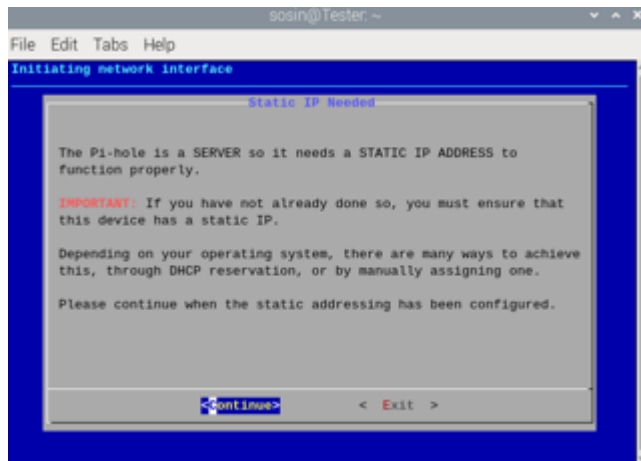 sosin@Tester: ~
File Edit Tabs Help
Initiating network interface
Static IP Needed
The Pi-hole is a SERVER so it needs a STATIC IP ADDRESS to
function properly.
IMPORTANT: If you have not already done so, you must ensure that
this device has a static IP.
Depending on your operating system, there are many ways to achieve
this, through DHCP reservation, or by manually assigning one.
Please continue when the static addressing has been configured.
<Continue> < Exit >